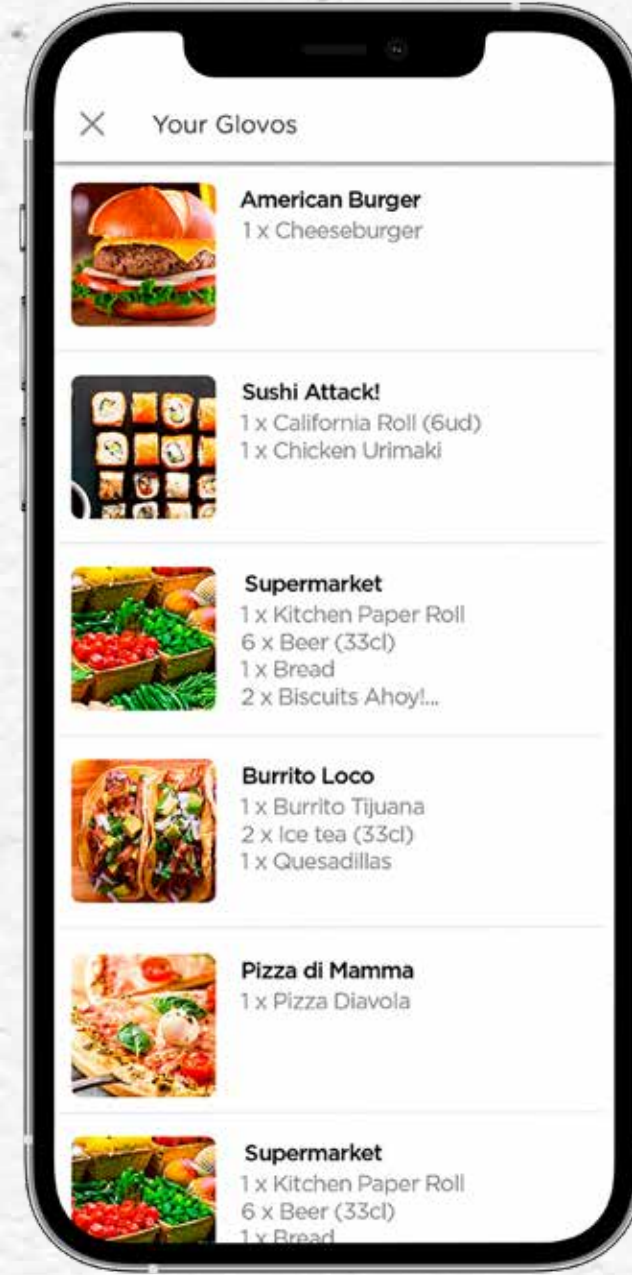 Your Glovos
American Burger
1 x Cheeseburger
Sushi Attack!
1 x California Roll (6ud)
1 x Chicken Urimaki
Supermarket
1 x Kitchen Paper Roll
6 x Beer (33cl)
1 x Bread
2 x Biscuits Ahoy!...
Burrito Loco
1 x Burrito Tijuana
2 x Ice tea (33cl)
1 x Quesadillas
Pizza di Mamma
1 x Pizza Diavola
Supermarket
1 x Kitchen Paper Roll
6 x Beer (33cl)
1 x Bread